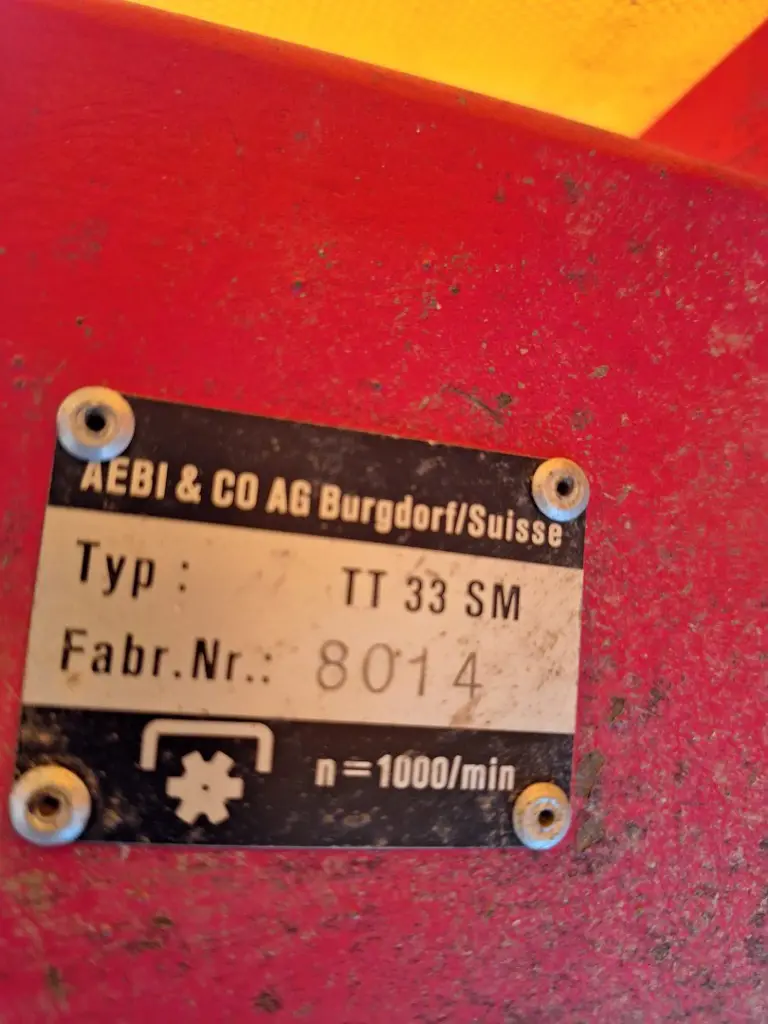 AEBI & CO AG Burgdorf/Suisse
Typ : TT 33 SM
Fabr.Nr.: 8014
n=1000/min